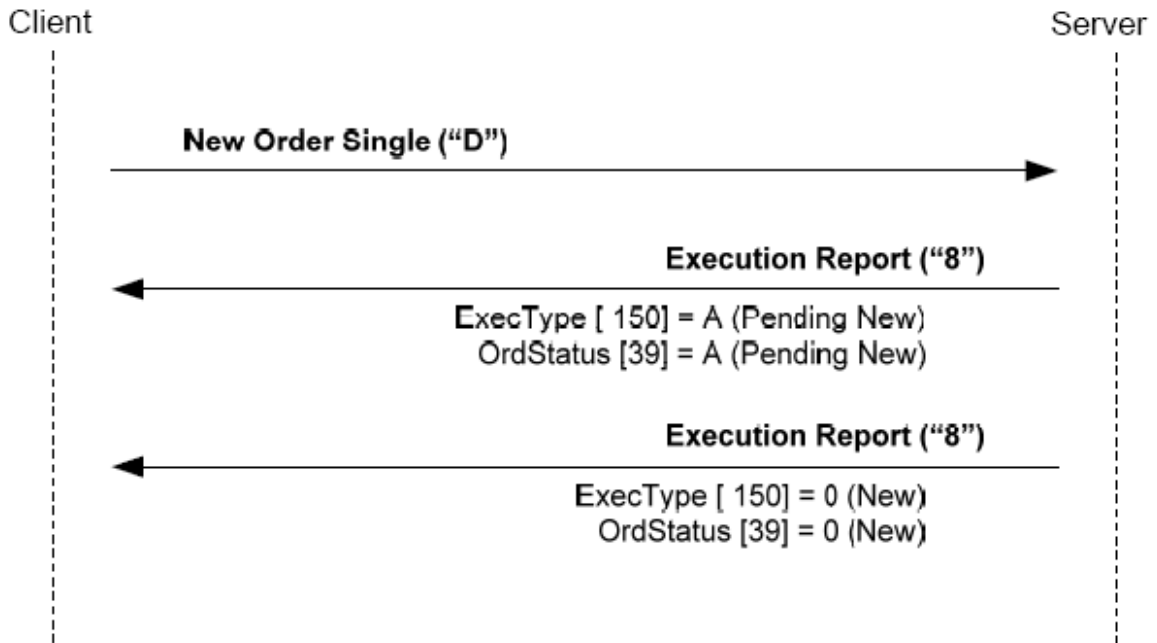 Client
Server
New Order Single (“D”)
Execution Report (“8”)
ExecType [ 150] = A (Pending New)
OrdStatus [39] = A (Pending New)
Execution Report (“8”)
ExecType [ 150] = 0 (New)
OrdStatus [39] = 0 (New)